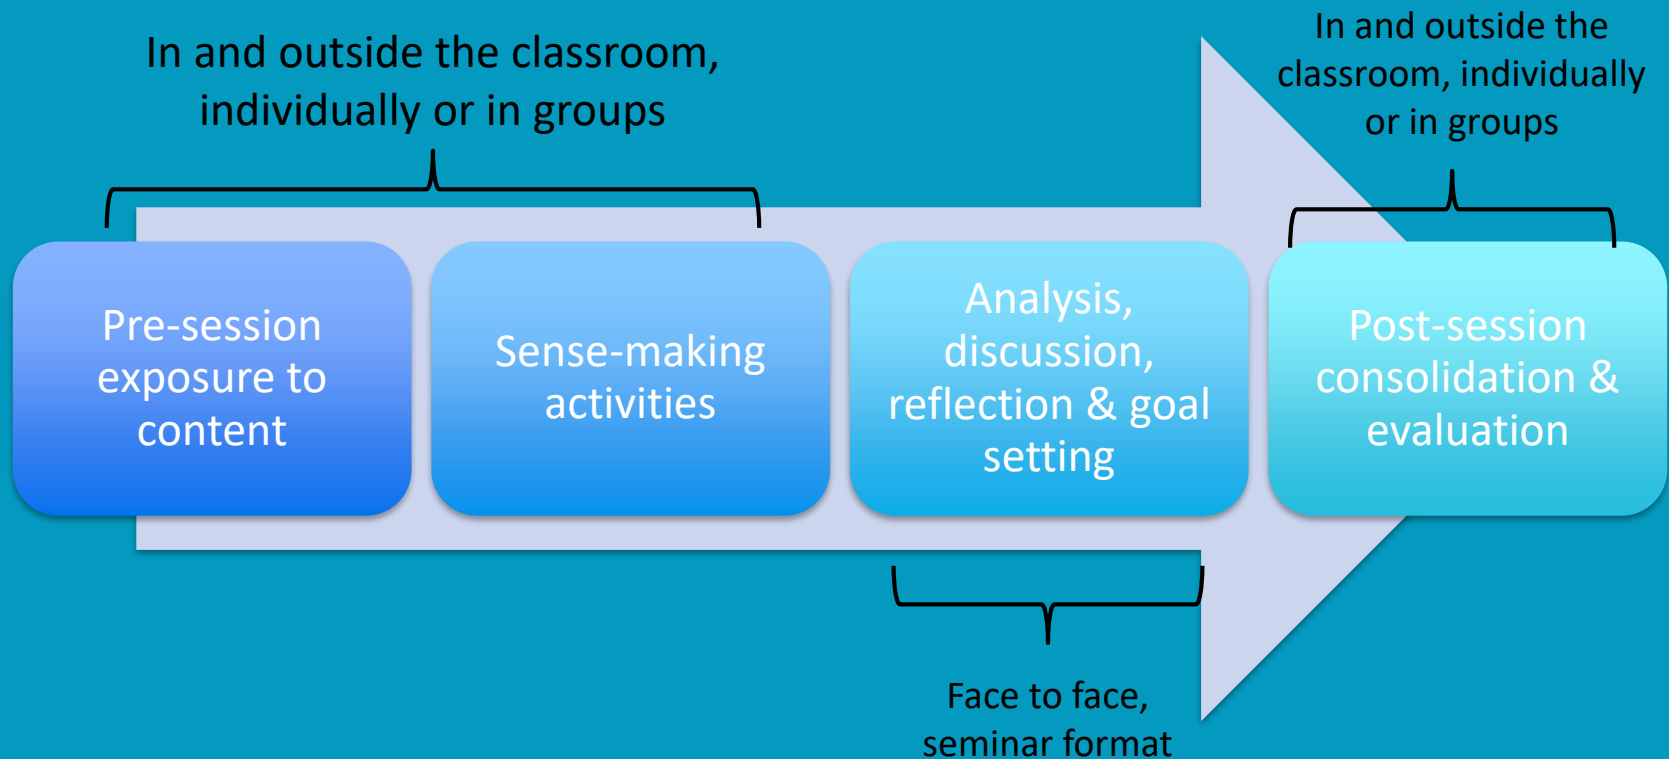 In and outside the classroom,
individually or in groups
In and outside the
classroom, individually
or in groups
Pre-session
exposure to
content
Sense-making
activities
Analysis,
discussion,
reflection & goal
setting
Post-session
consolidation &
evaluation
Face to face,
seminar format